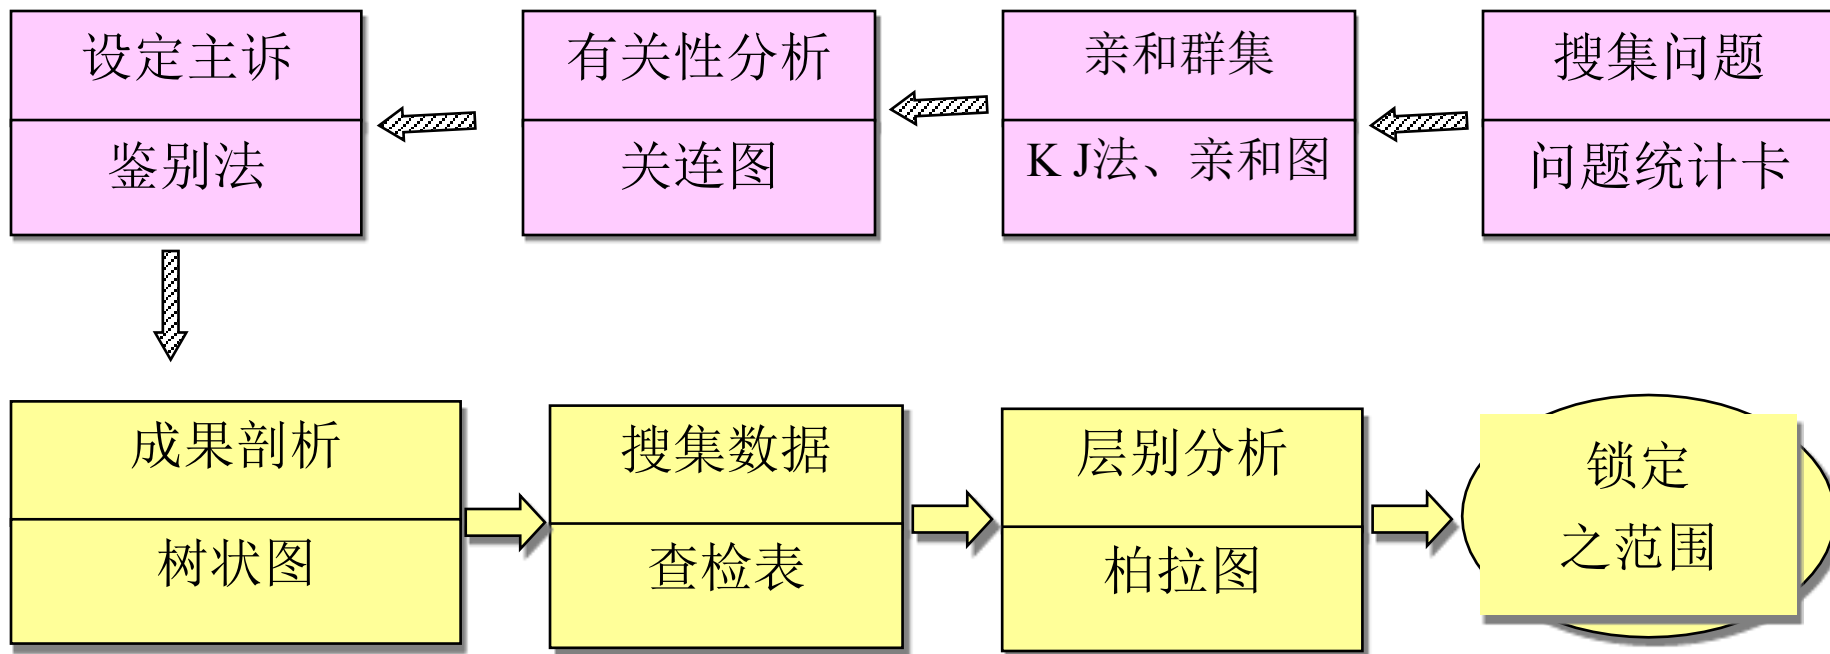 设定主诉
有关性分析
亲和群集
搜集问题
鉴别法
关连图
K J法、亲和图
问题统计卡
成果剖析
搜集数据
层别分析
锁定
之范围
树状图
查检表
柏拉图